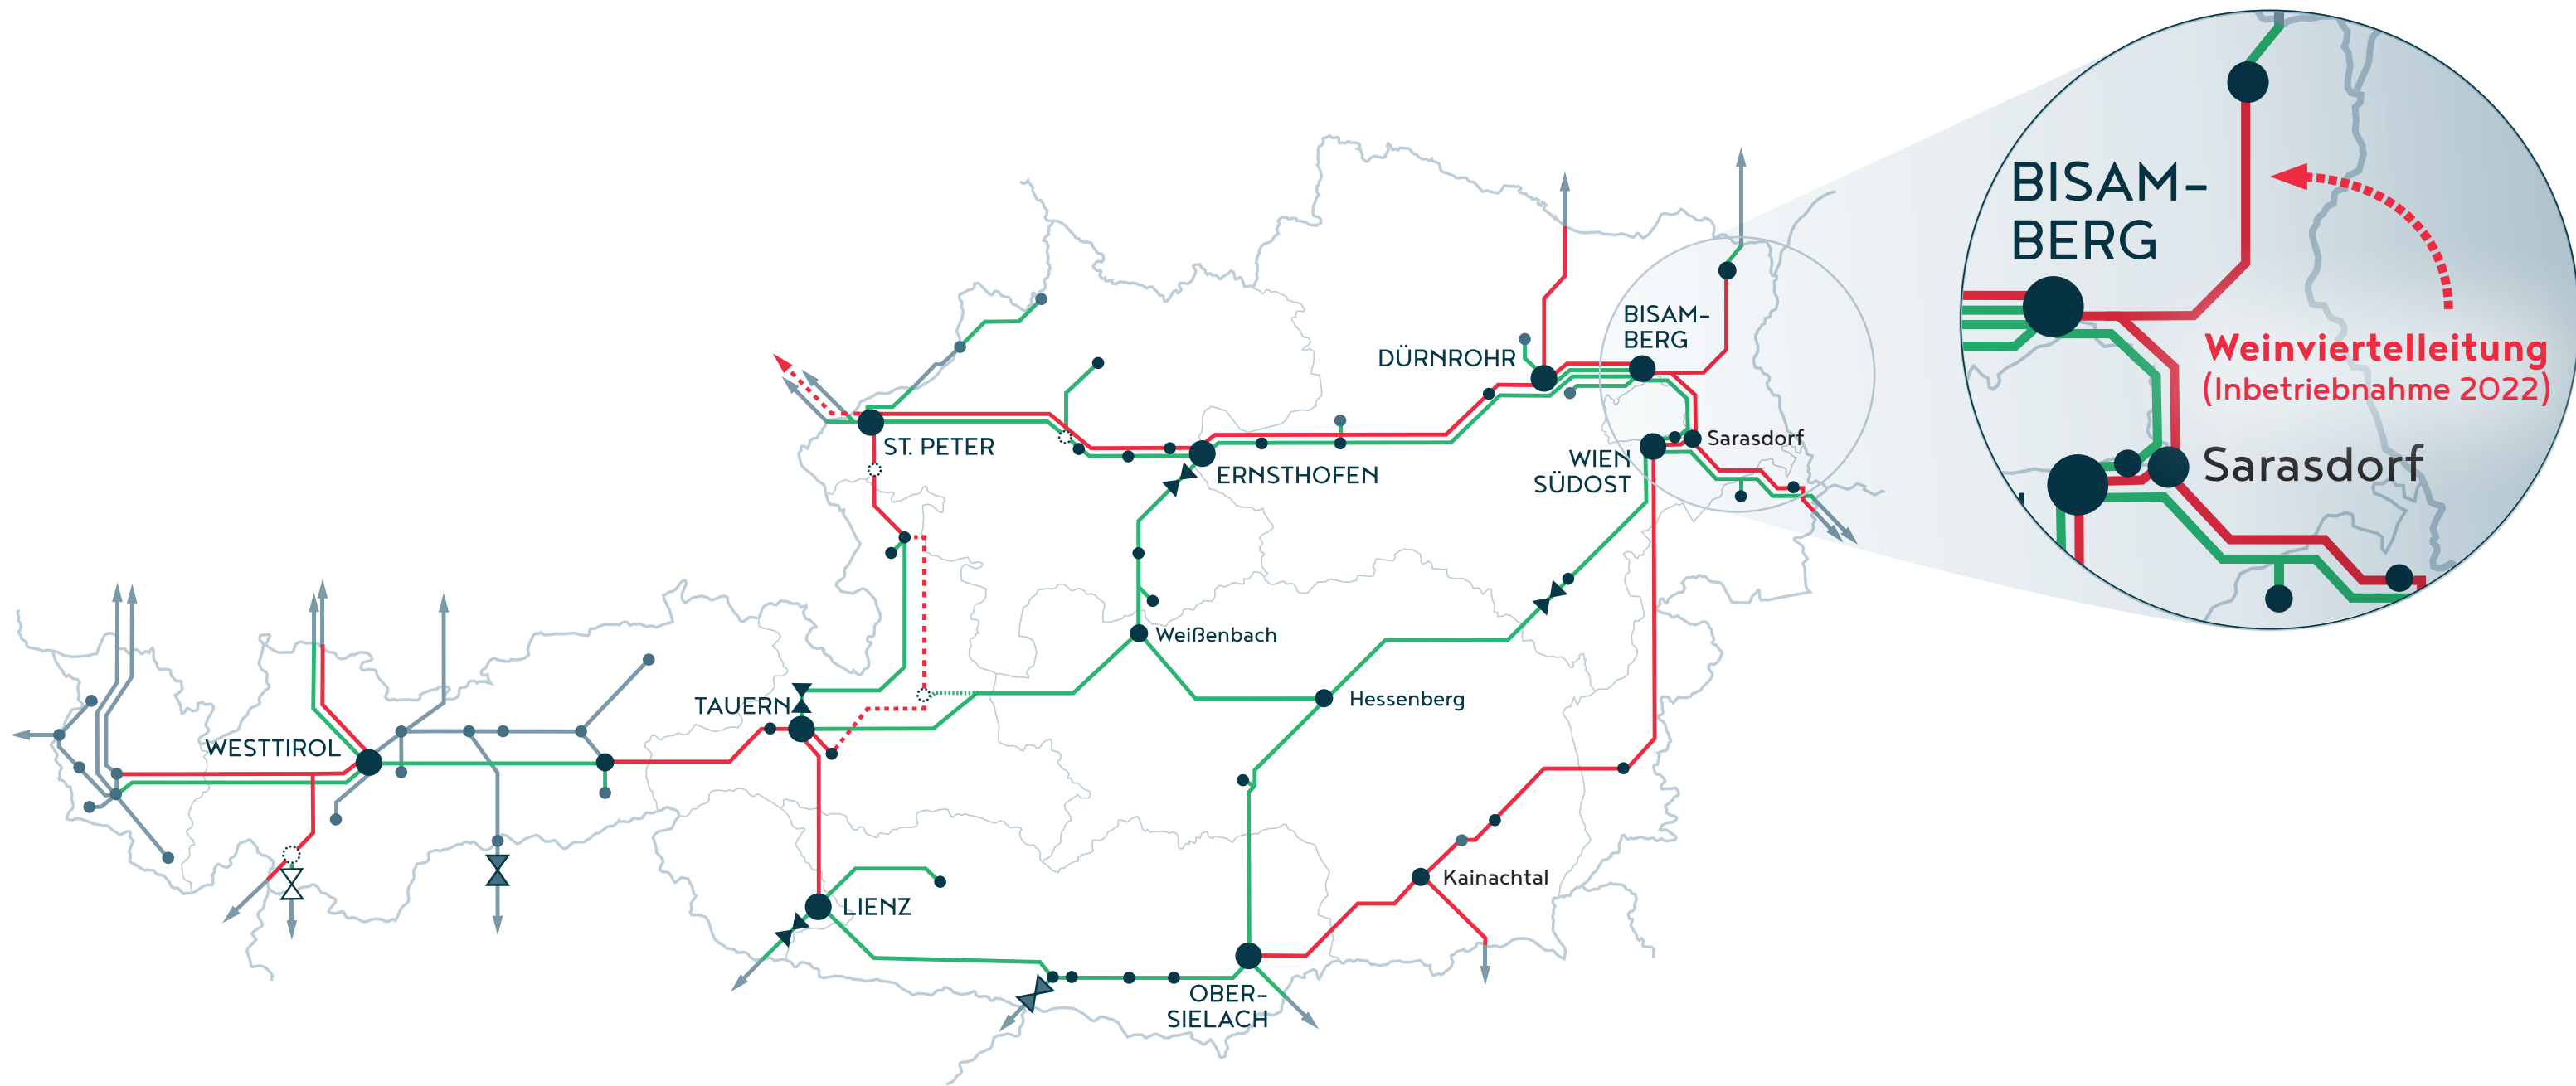 BISAM-
BERG
Weinviertelleitung
(Inbetriebnahme 2022)
Sarasdorf
BISAM-
BERG
DÜRNROHR
Sarasdorf
WIEN
SÜDOST
ST. PETER
ERNSTHOFEN
Weißenbach
TAUERN
Hessenberg
WESTTIROL
Kainachtal
LIENZ
OBER-
SIELACH